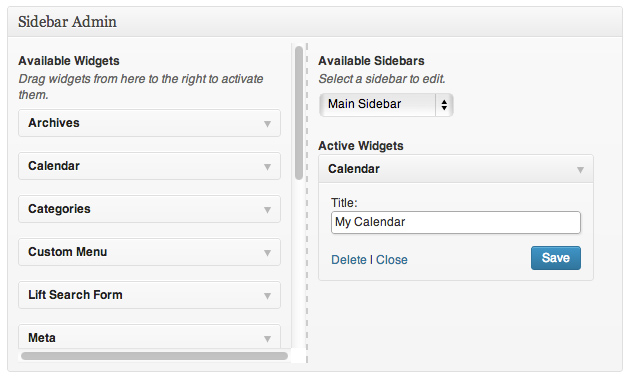 Sidebar Admin
Available Widgets
Drag widgets from here to the right to activate
them.
Archives
Calendar
Categories
Custom Menu
Lift Search Form
Meta
Available Sidebars
Select a sidebar to edit.
Main Sidebar
Active Widgets
Calendar
Title:
My Calendar
Delete | Close
Save